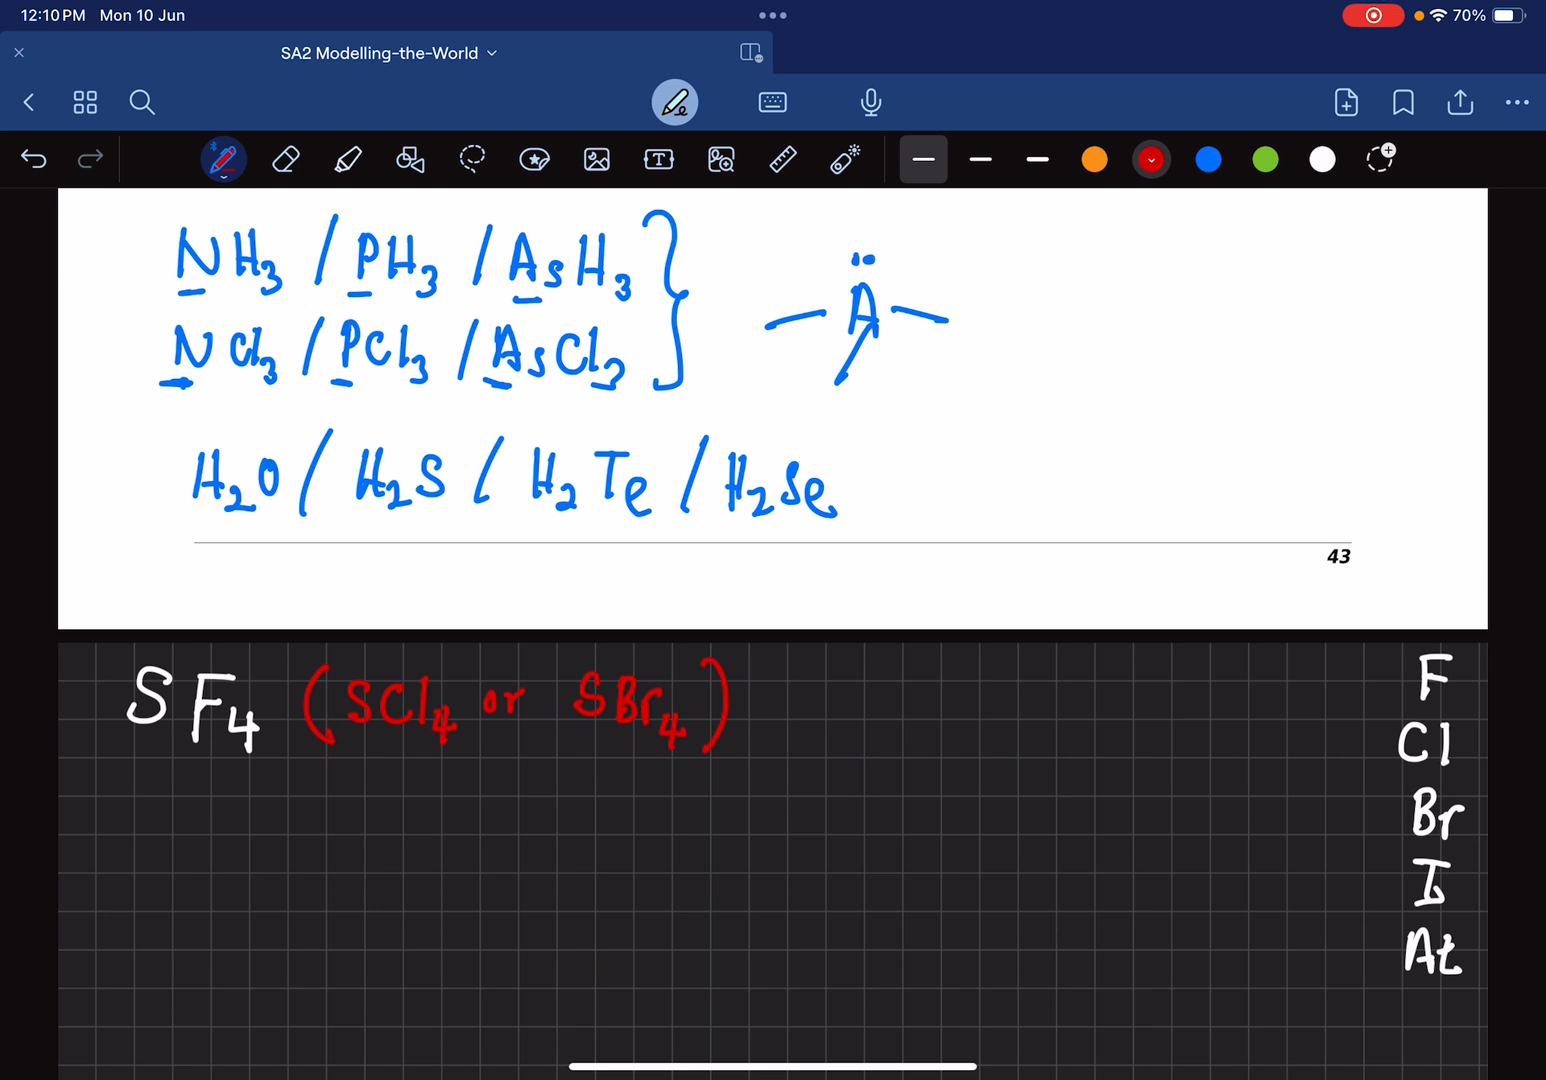 12:10 PM Mon 10 Jun
70%
SA2 Modelling-the-World
NH₃ / PH₃ / AsH₃
NCl₃ / PCl₃ / AsCl₃
A
H₂O / H₂S / H₂Te / H₂Se
43
SF₄ (SCl₄ or SBr₄)
F
Cl
Br
I
At